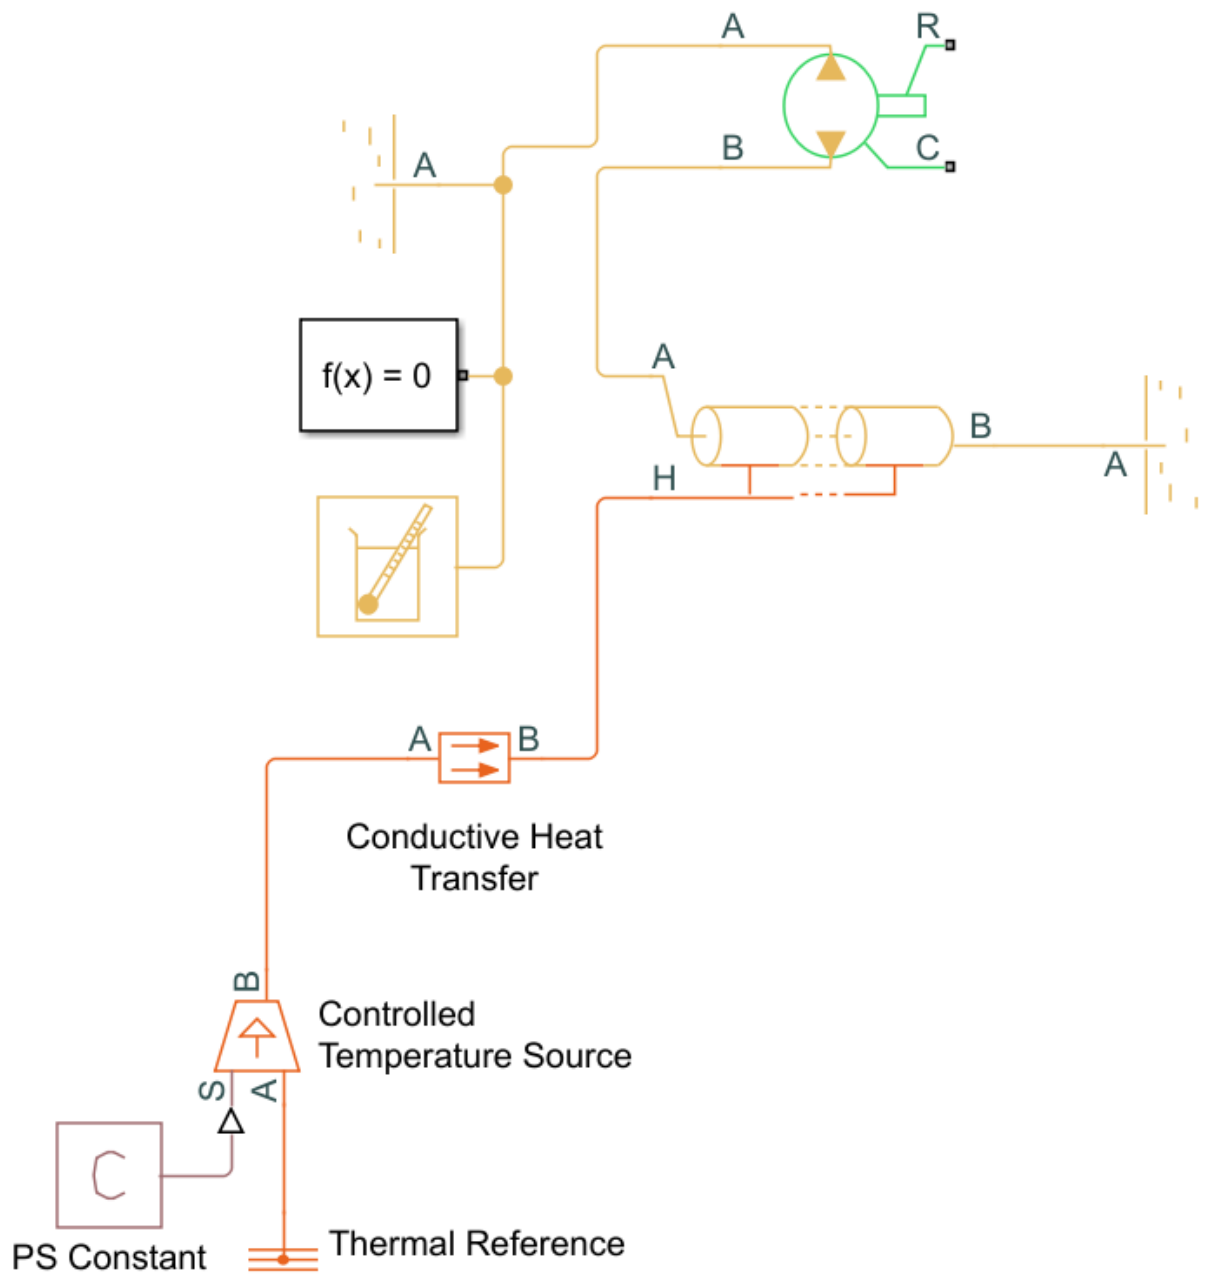 A
R
A
B
C
f(x) = 0
A
B
A
H
A
B
Conductive Heat
Transfer
B
Controlled
Temperature Source
S
A
C
PS Constant
Thermal Reference